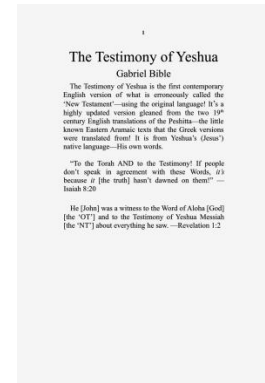 1
The Testimony of Yeshua
Gabriel Bible
The Testimony of Yeshua is the first contemporary
English version of what is erroneously called the
‘New Testament’—using the original language! It’s a
highly updated version gleaned from the two 19th
century English translations of the Peshitta—the little
known Eastern Aramaic texts that the Greek versions
were translated from! It is from Yeshua’s (Jesus’)
native language—His own words.
“To the Torah AND to the Testimony! If people
don’t speak in agreement with these Words, it’s
because it [the truth] hasn’t dawned on them!” —
Isaiah 8:20
He [John] was a witness to the Word of Aloha [God]
[the ‘OT’] and to the Testimony of Yeshua Messiah
[the ‘NT’] about everything he saw. —Revelation 1:2